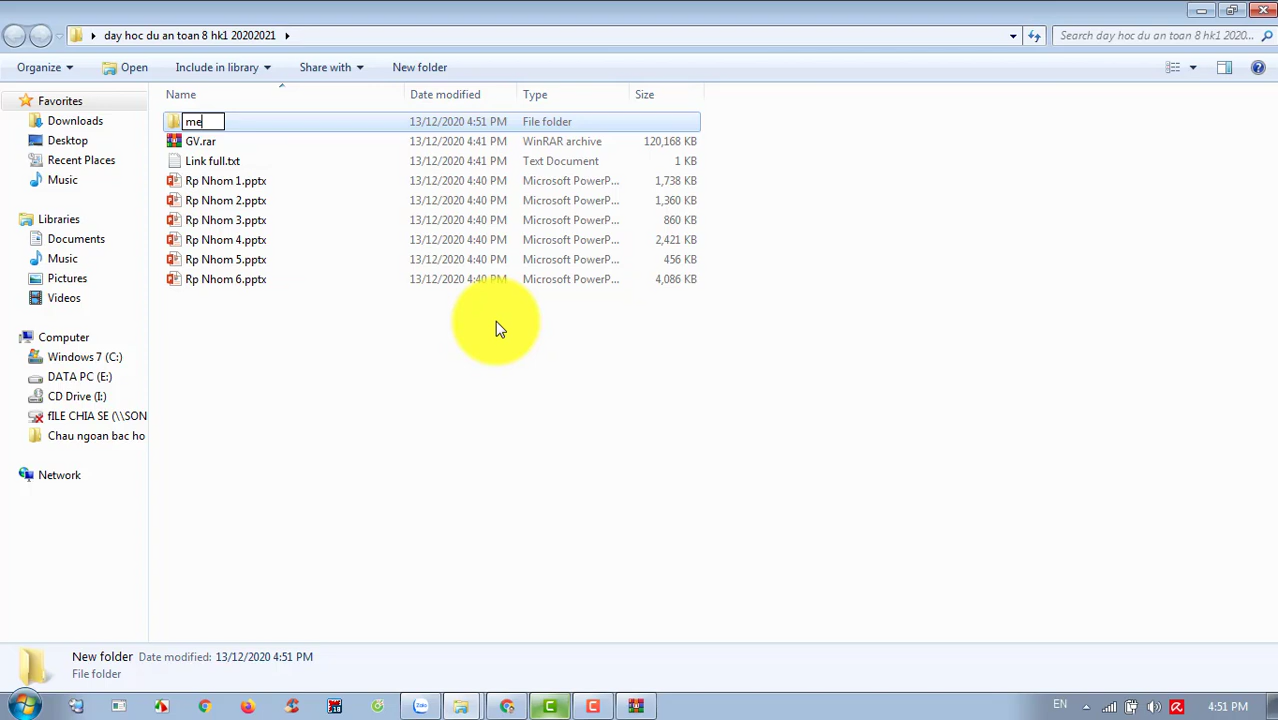 day hoc du an toan 8 hk1 20202021
Search day hoc du an toan 8 hk1 2020...
Organize Open Include in library Share with New folder
Name Date modified Type Size
Favorites
Downloads
Desktop
Recent Places
Music
Libraries
Documents
Music
Pictures
Videos
Computer
Windows 7 (C:)
DATA PC (E:)
CD Drive (I:)
fILE CHIA SE (\\SON
Chau ngoan bac ho
Network
me 13/12/2020 4:51 PM File folder
GV.rar 13/12/2020 4:41 PM WinRAR archive 120,168 KB
Link full.txt 13/12/2020 4:41 PM Text Document 1 KB
Rp Nhom 1.pptx 13/12/2020 4:40 PM Microsoft PowerP... 1,738 KB
Rp Nhom 2.pptx 13/12/2020 4:40 PM Microsoft PowerP... 1,360 KB
Rp Nhom 3.pptx 13/12/2020 4:40 PM Microsoft PowerP... 860 KB
Rp Nhom 4.pptx 13/12/2020 4:40 PM Microsoft PowerP... 2,421 KB
Rp Nhom 5.pptx 13/12/2020 4:40 PM Microsoft PowerP... 456 KB
Rp Nhom 6.pptx 13/12/2020 4:40 PM Microsoft PowerP... 4,086 KB
New folder Date modified: 13/12/2020 4:51 PM
File folder
Zalo
EN 4:51 PM